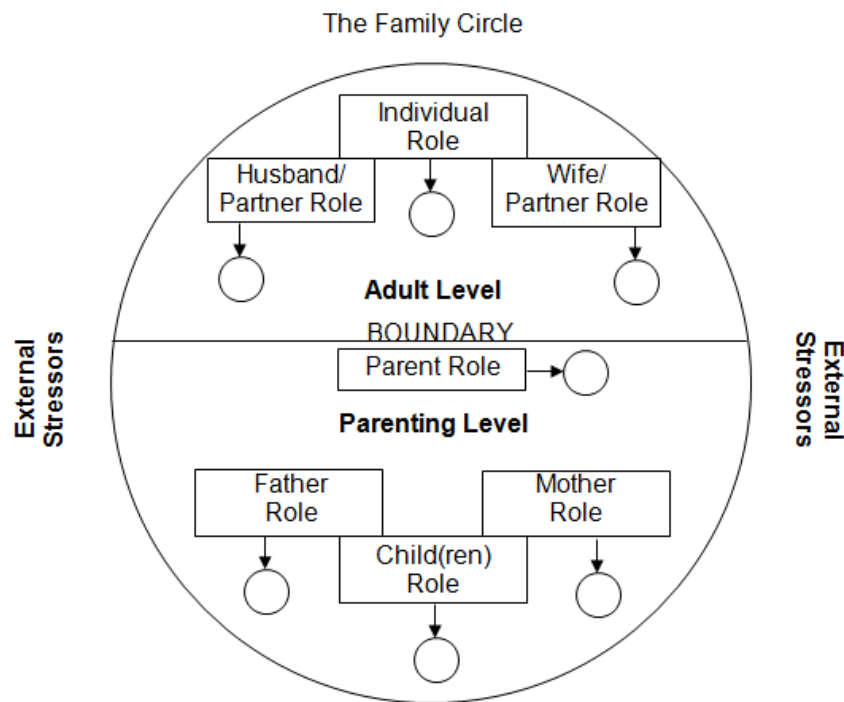 The Family Circle
Individual
Role
Husband/
Partner Role
Wife/
Partner Role
Adult Level
BOUNDARY
External
Stressors
External
Stressors
Parent Role
Parenting Level
Father
Role
Mother
Role
Child(ren)
Role